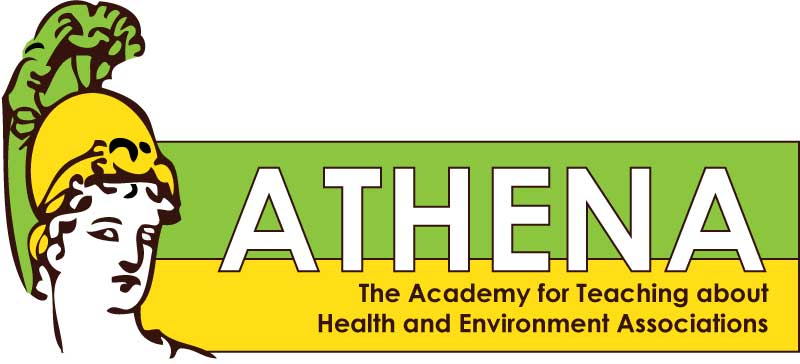 ATHENA
The Academy for Teaching about
Health and Environment Associations